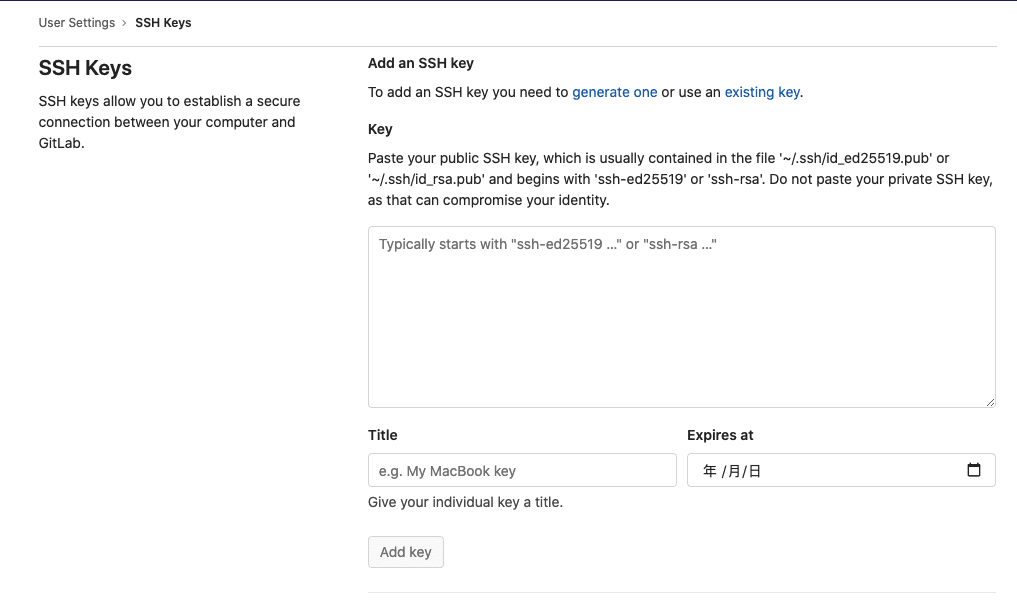 User Settings › SSH Keys
SSH Keys
SSH keys allow you to establish a secure
connection between your computer and
GitLab.
Add an SSH key
To add an SSH key you need to generate one or use an existing key.
Key
Paste your public SSH key, which is usually contained in the file '~/.ssh/id_ed25519.pub' or
'~/.ssh/id_rsa.pub' and begins with 'ssh-ed25519' or 'ssh-rsa'. Do not paste your private SSH key,
as that can compromise your identity.
Typically starts with "ssh-ed25519 …" or "ssh-rsa …"
Title
Expires at
e.g. My MacBook key
年 /月/日
Give your individual key a title.
Add key